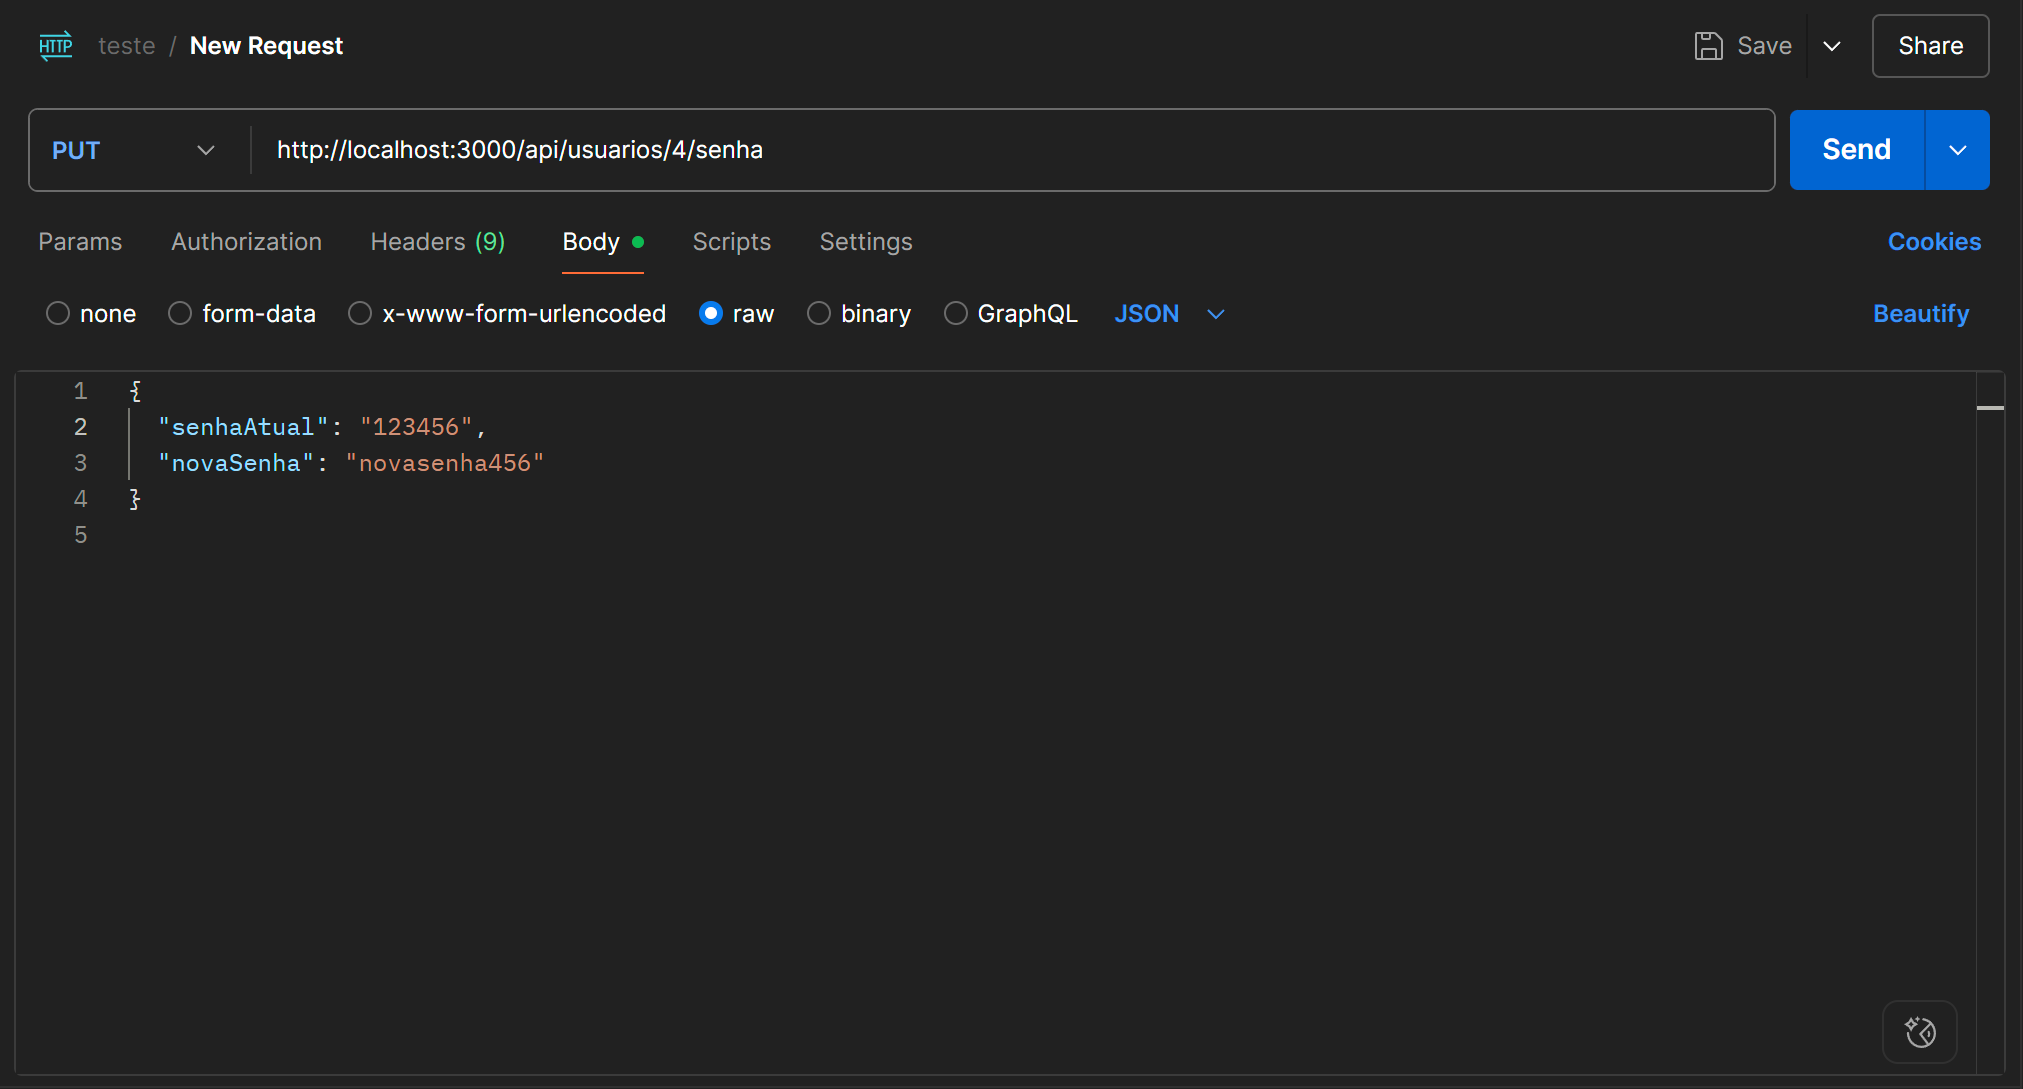 HTTP teste / New Request Save Share
PUT http://localhost:3000/api/usuarios/4/senha Send
Params Authorization Headers (9) Body Scripts Settings Cookies
none form-data x-www-form-urlencoded raw binary GraphQL JSON Beautify
1 {
2 "senhaAtual": "123456",
3 "novaSenha": "novasenha456"
4 }
5